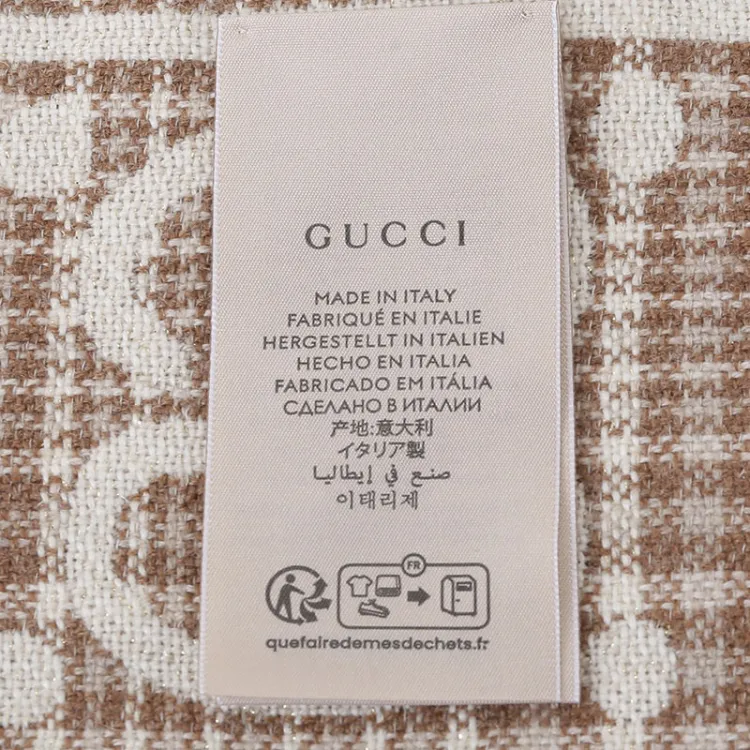 GUCCI
MADE IN ITALY
FABRIQUÉ EN ITALIE
HERGESTELLT IN ITALIEN
HECHO EN ITALIA
FABRICADO EM ITÁLIA
СДЕЛАНО В ИТАЛИИ
产地:意大利
イタリア製
صنع في إيطاليا
이태리제
FR
quefairedemesdechets.fr